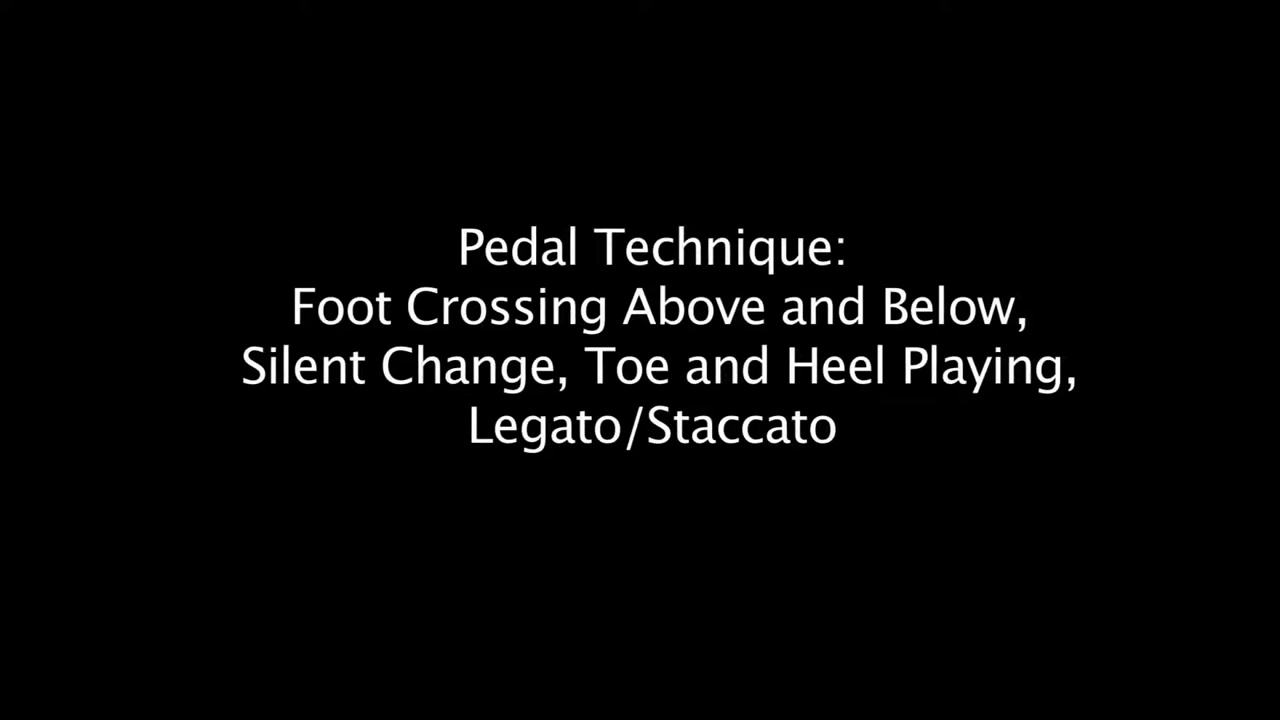 Pedal Technique:
Foot Crossing Above and Below,
Silent Change, Toe and Heel Playing,
Legato/Staccato